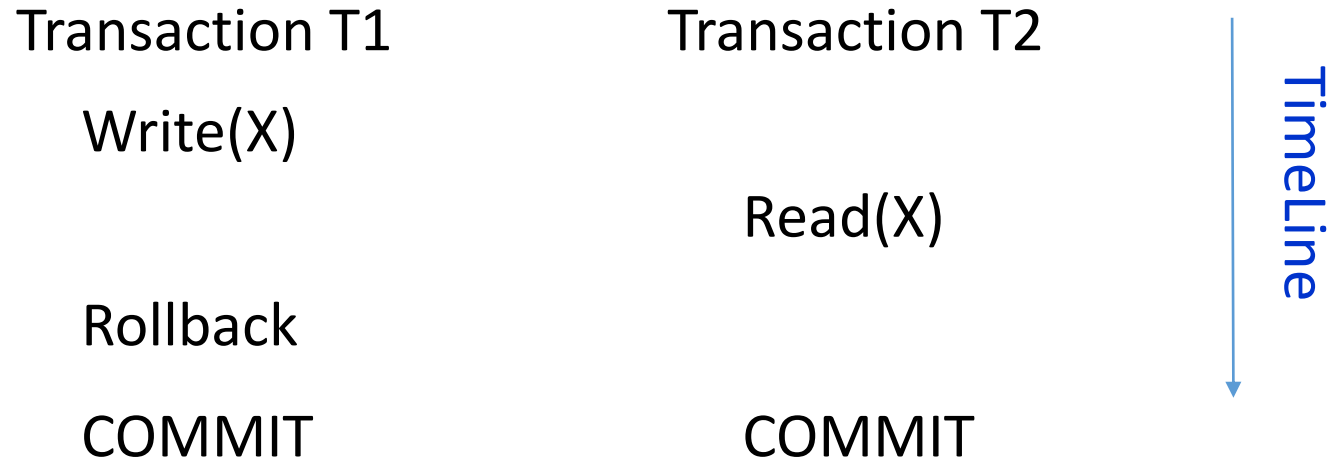 Transaction T1 Transaction T2
Write(X)
Read(X)
Rollback
COMMIT COMMIT
TimeLine